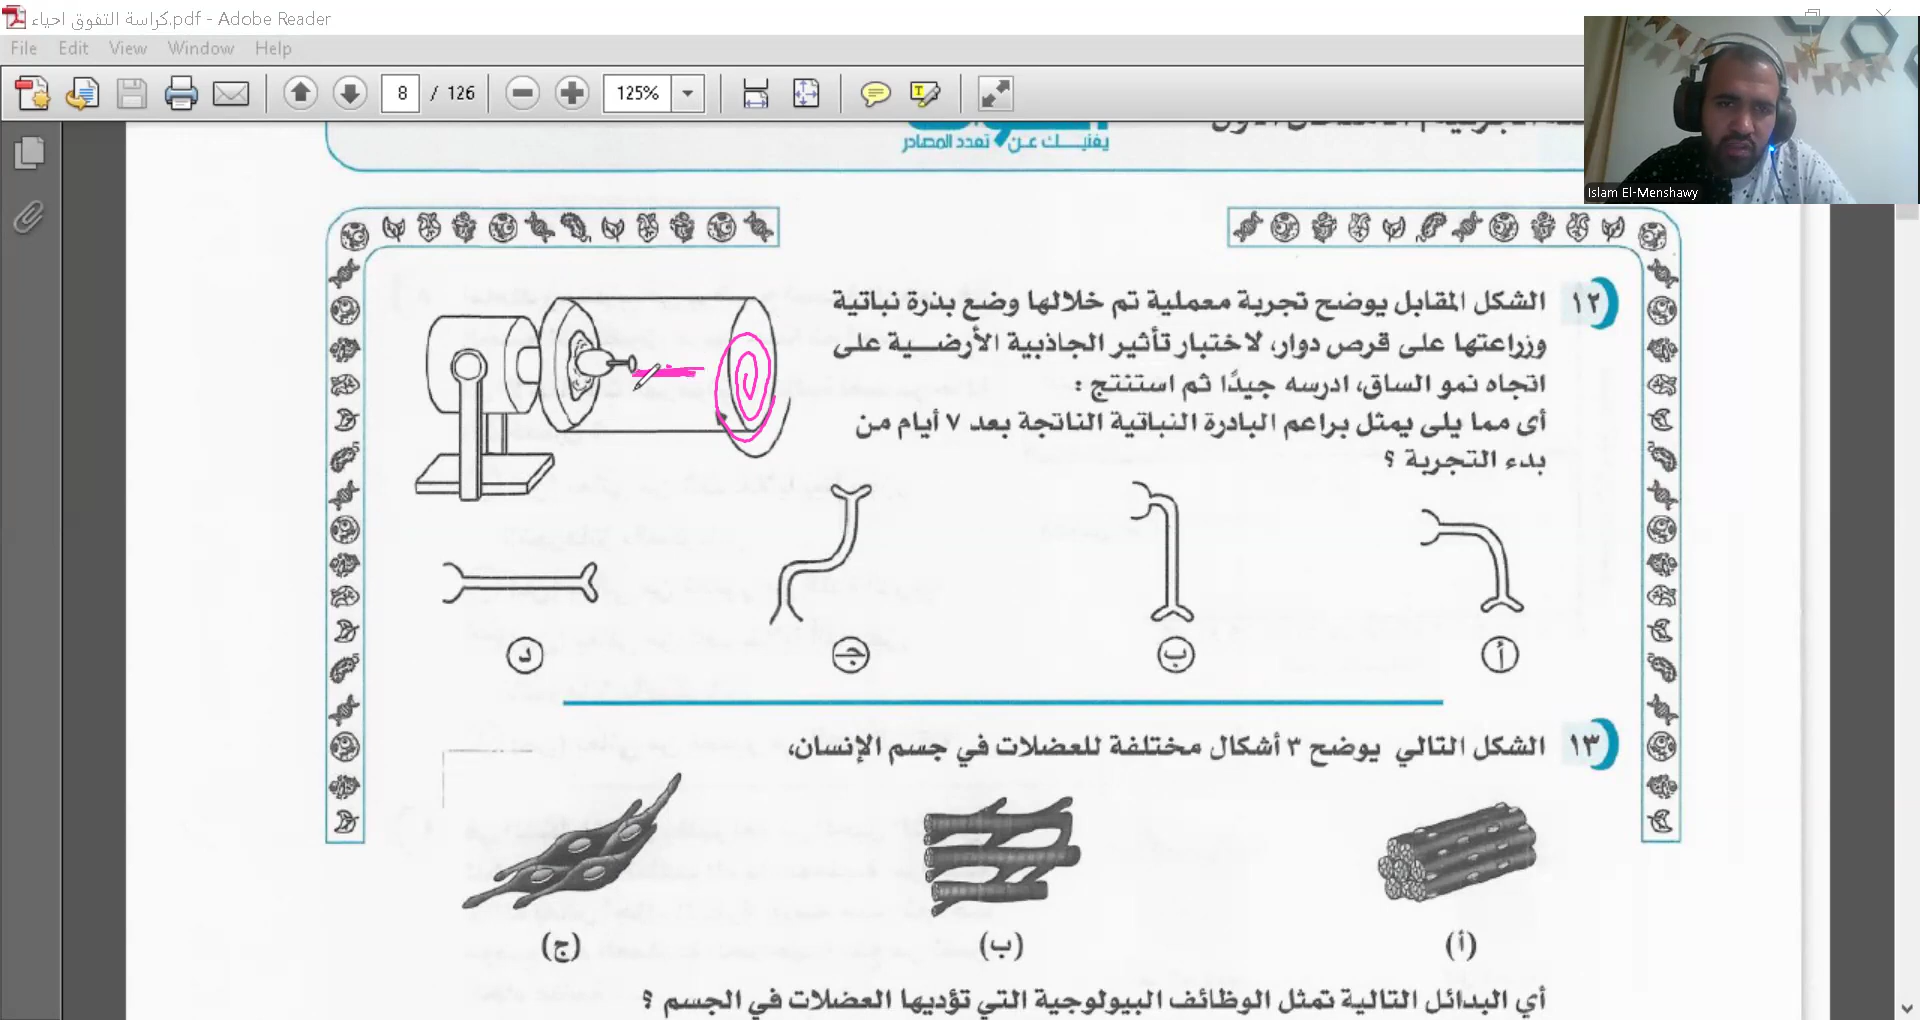 كراسة التفوق احياء.pdf - Adobe Reader
File Edit View Window Help
8 / 126 125%
Islam El-Menshawy
يغنيك عن تعدد المصادر
١٢ الشكل المقابل يوضح تجربة معملية تم خلالها وضع بدرة نباتية
وزراعتها على قرص دوار، لاختبار تأثير الجاذبية الأرضية على
اتجاه نمو الساق، ادرسه جيدًا ثم استنتج :
أى مما يلى يمثل براعم البادرة النباتية الناتجة بعد ٧ أيام من
بدء التجربة ؟
أ ب جـ د
١٣ الشكل التالي يوضح ٣ أشكال مختلفة للعضلات في جسم الإنسان،
(أ) (ب) (ج)
أي البدائل التالية تمثل الوظائف البيولوجية التي تؤديها العضلات في الجسم ؟